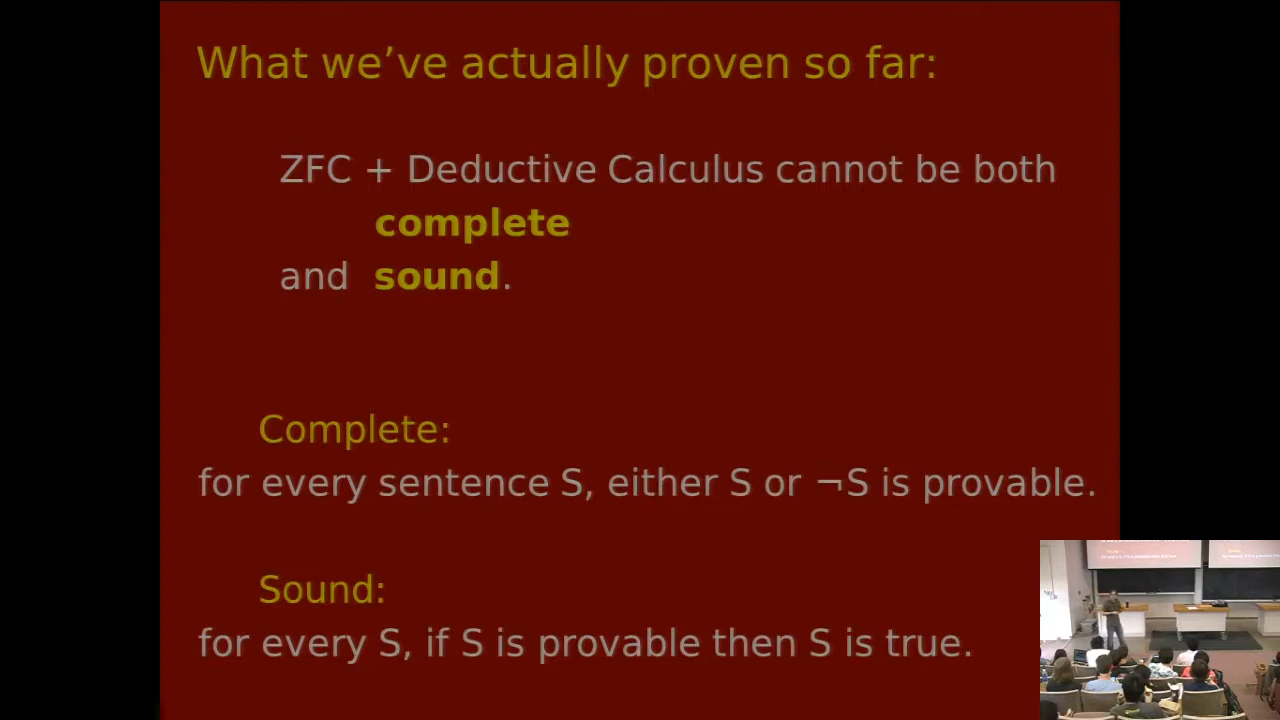 What we’ve actually proven so far:
ZFC + Deductive Calculus cannot be both
complete
and sound.
Complete:
for every sentence S, either S or ¬S is provable.
Sound:
for every S, if S is provable then S is true.